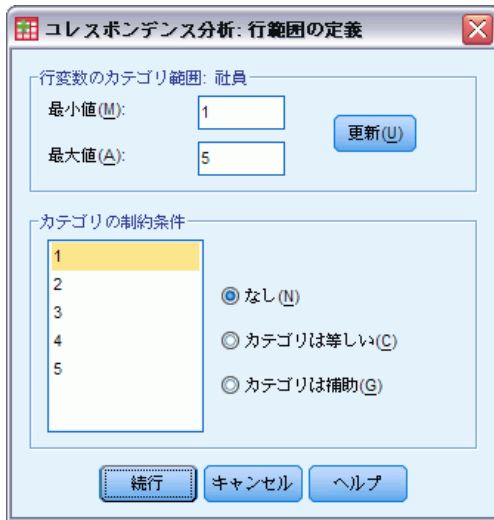 コレスポンデンス分析: 行範囲の定義
行変数のカテゴリ範囲: 社員
最小値(M):
1
最大値(A):
5
更新(U)
カテゴリの制約条件
1
2
3
4
5
なし(N)
カテゴリは等しい(C)
カテゴリは補助(G)
続行
キャンセル
ヘルプ